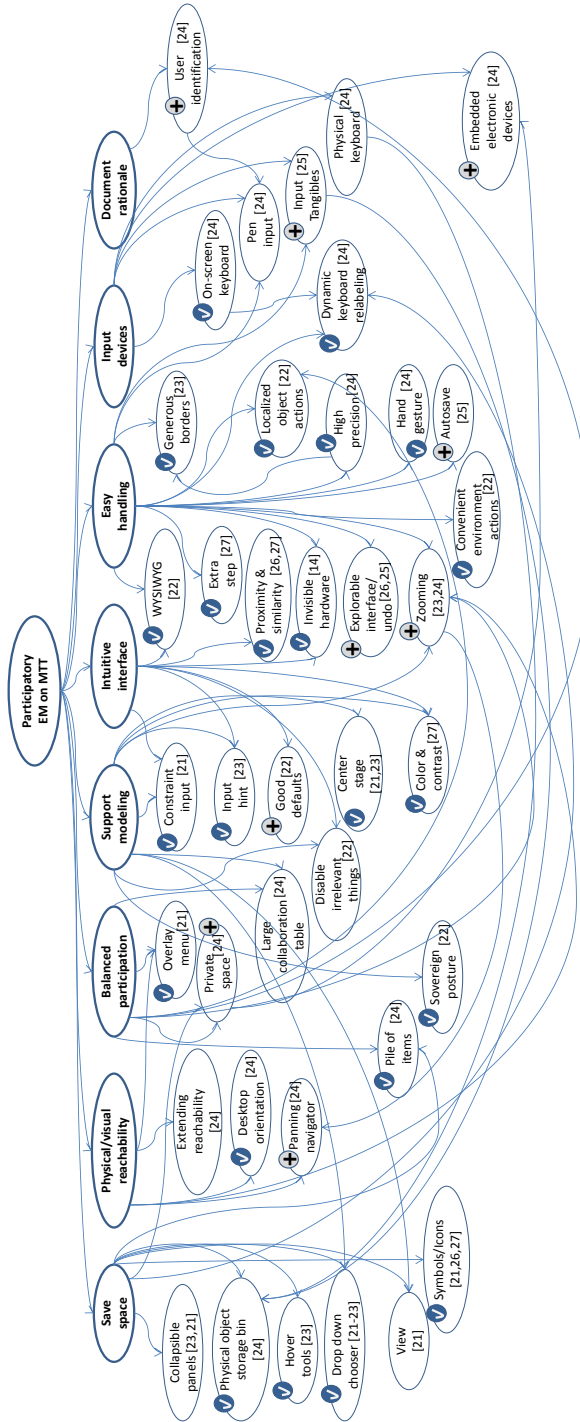 Participatory
EM on MTT
Save
space
Physical/visual
reachability
Balanced
participation
Support
modeling
Intuitive
interface
Easy
handling
Input
devices
Document
rationale
Collapsible
panels [23,21]
Physical object
storage bin
[24]
Hover
tools [23]
Drop down
chooser [21-23]
View
[21]
Symbols/Icons
[21,26,27]
Extending
reachability
[24]
Desktop [24]
orientation
Panning[24]
navigator
Pile of [24]
items
Overlay
menu[21]
Private
space[24]
Large
collaboration [24]
table
Disable
irrelevant
things [22]
Sovereign [22]
posture
Constraint
input [21]
Input
hint [23]
Good [22]
defaults
Center
stage
[21,23]
Color &
contrast[27]
WYSIWYG
[22]
Extra [27]
step
Proximity &
similarity [26,27]
Invisible [14]
hardware
Explorable
interface/
undo [26,25]
Zooming
[23,24]
Convenient
environment
actions [22]
Generous
borders [23]
Localized
object [22]
actions
High
precision[24]
Hand [24]
gesture
Autosave
[25]
On-screen [24]
keyboard
Pen [24]
input
Input [25]
Tangibles
Dynamic
keyboard [24]
relabeling
Physical [24]
keyboard
User [24]
identification
Embedded [24]
electronic
devices